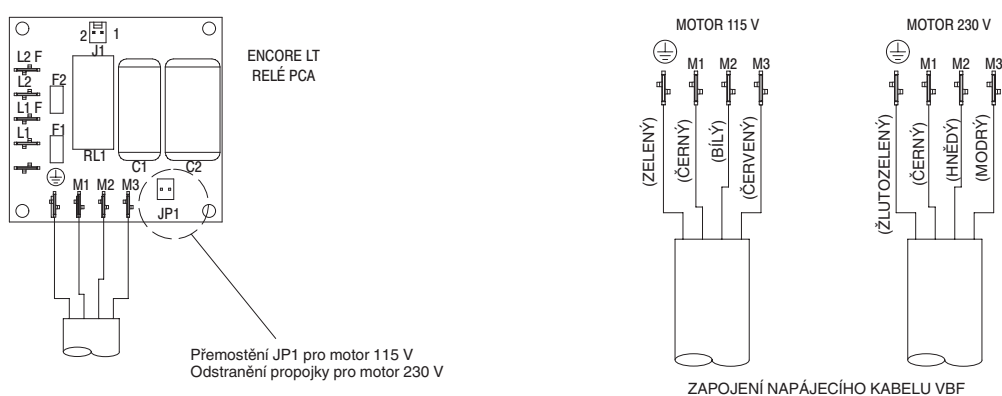 2 1
J1
L2 F
L2
F2
L1 F
L1
F1
RL1
C1
C2
M1 M2 M3
JP1
ENCORE LT
RELÉ PCA
Přemostění JP1 pro motor 115 V
Odstranění propojky pro motor 230 V
MOTOR 115 V
M1
M2
M3
(ZELENÝ)
(ČERNÝ)
(BÍLÝ)
(ČERVENÝ)
MOTOR 230 V
M1
M2
M3
(ŽLUTOZELENÝ)
(ČERNÝ)
(HNĚDÝ)
(MODRÝ)
ZAPOJENÍ NAPÁJECÍHO KABELU VBF